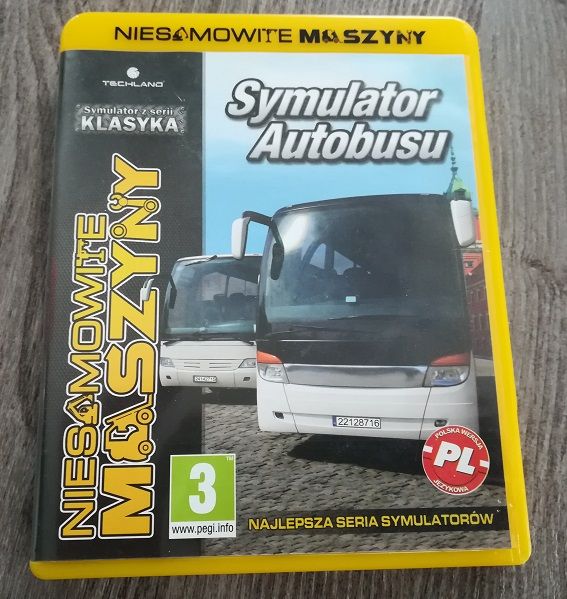 NIESAMOWITE MASZYNY
TECHLAND
Symulator z serii
KLASYKA
Symulator
Autobusu
NIESAMOWITE
MASZYNY
22128716
3
www.pegi.info
POLSKA WERSJA
PL
JĘZYKOWA
NAJLEPSZA SERIA SYMULATORÓW